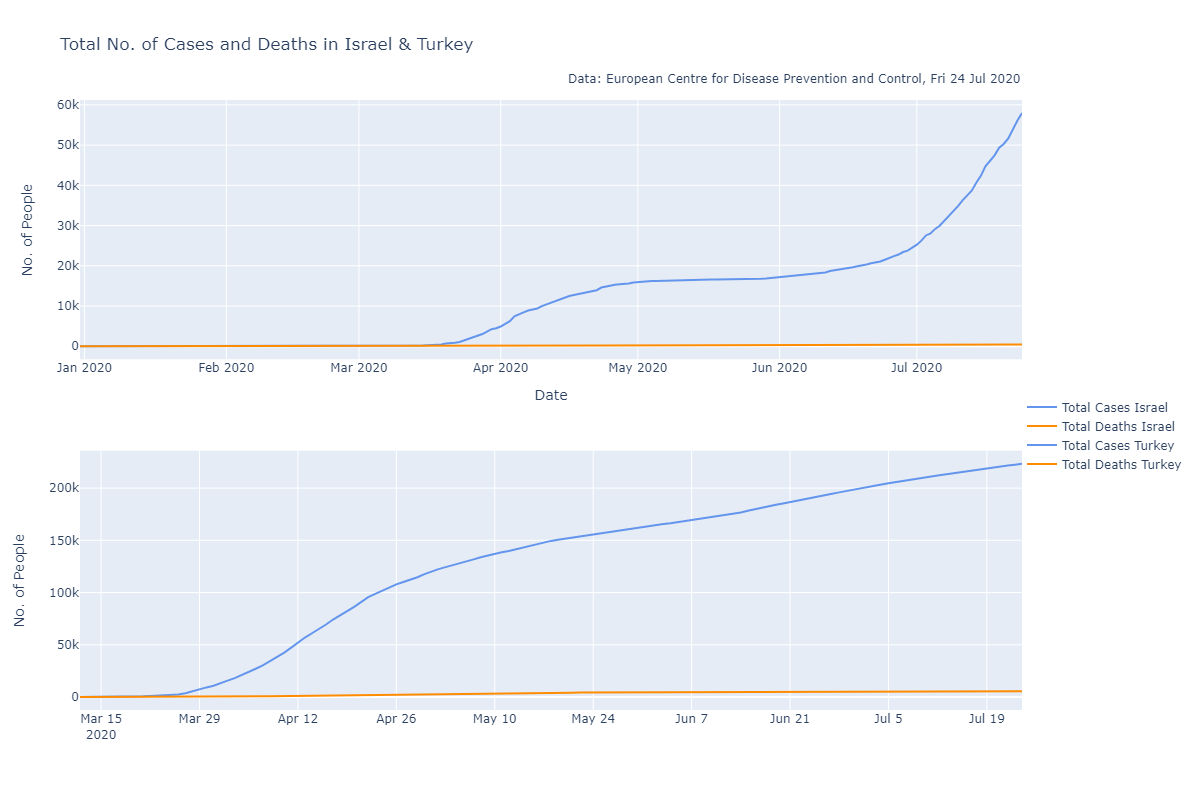 Total No. of Cases and Deaths in Israel & Turkey
Data: European Centre for Disease Prevention and Control, Fri 24 Jul 2020
60k
50k
40k
30k
20k
10k
0
No. of People
Jan 2020 Feb 2020 Mar 2020 Apr 2020 May 2020 Jun 2020 Jul 2020
Date
Total Cases Israel
Total Deaths Israel
Total Cases Turkey
Total Deaths Turkey
200k
150k
100k
50k
0
No. of People
Mar 15 Mar 29 Apr 12 Apr 26 May 10 May 24 Jun 7 Jun 21 Jul 5 Jul 19
2020